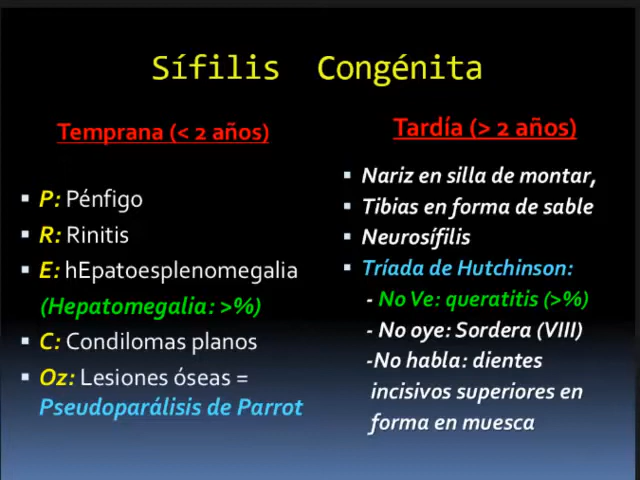 Sífilis Congénita
Temprana (< 2 años)
P: Pénfigo
R: Rinitis
E: hEpatoesplenomegalia
(Hepatomegalia: >%)
C: Condilomas planos
Oz: Lesiones óseas =
Pseudoparálisis de Parrot
Tardía (> 2 años)
Nariz en silla de montar,
Tibias en forma de sable
Neurosífilis
Tríada de Hutchinson:
- No Ve: queratitis (>%)
- No oye: Sordera (VIII)
-No habla: dientes
incisivos superiores en
forma en muesca